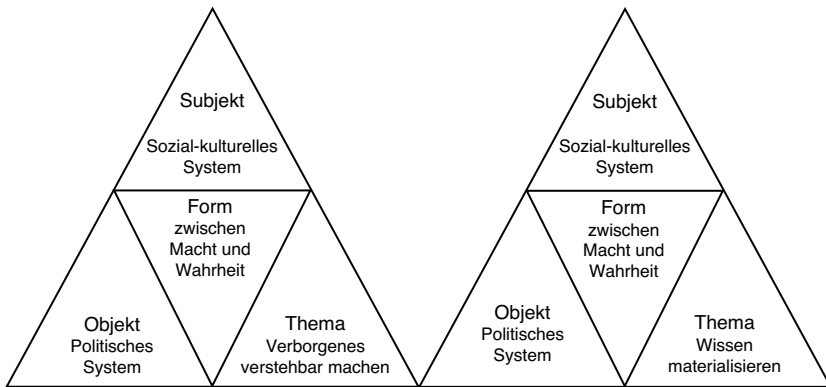 Subjekt
Sozial-kulturelles
System
Form
zwischen
Macht und
Wahrheit
Objekt
Politisches
System
Thema
Verborgenes
verstehbar machen
Subjekt
Sozial-kulturelles
System
Form
zwischen
Macht und
Wahrheit
Objekt
Politisches
System
Thema
Wissen
materialisieren